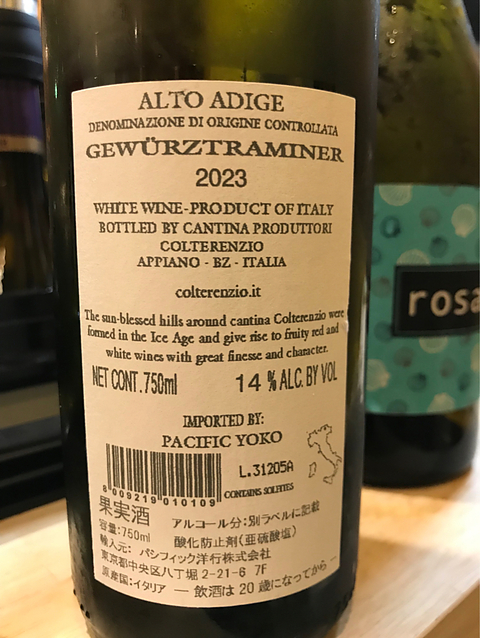 ALTO ADIGE
DENOMINAZIONE DI ORIGINE CONTROLLATA
GEWÜRZTRAMINER
2023
WHITE WINE-PRODUCT OF ITALY
BOTTLED BY CANTINA PRODUTTORI
COLTERENZIO
APPIANO - BZ - ITALIA
colterenzio.it
The sun-blessed hills around cantina Colterenzio were
formed in the Ice Age and give rise to fruity red and
white wines with great finesse and character.
NET CONT. 750ml 14 % ALC. BY VOL
IMPORTED BY:
PACIFIC YOKO
L.31205A
8 009219 010109
CONTAINS SOLFITES
果実酒 アルコール分:別ラベルに記載
容量:750ml 酸化防止剤(亜硫酸塩)
輸入元: パシフィック洋行株式会社
東京都中央区八丁堀 2-21-6 7F
原産国:イタリア — 飲酒は20歳になってから —
rosa